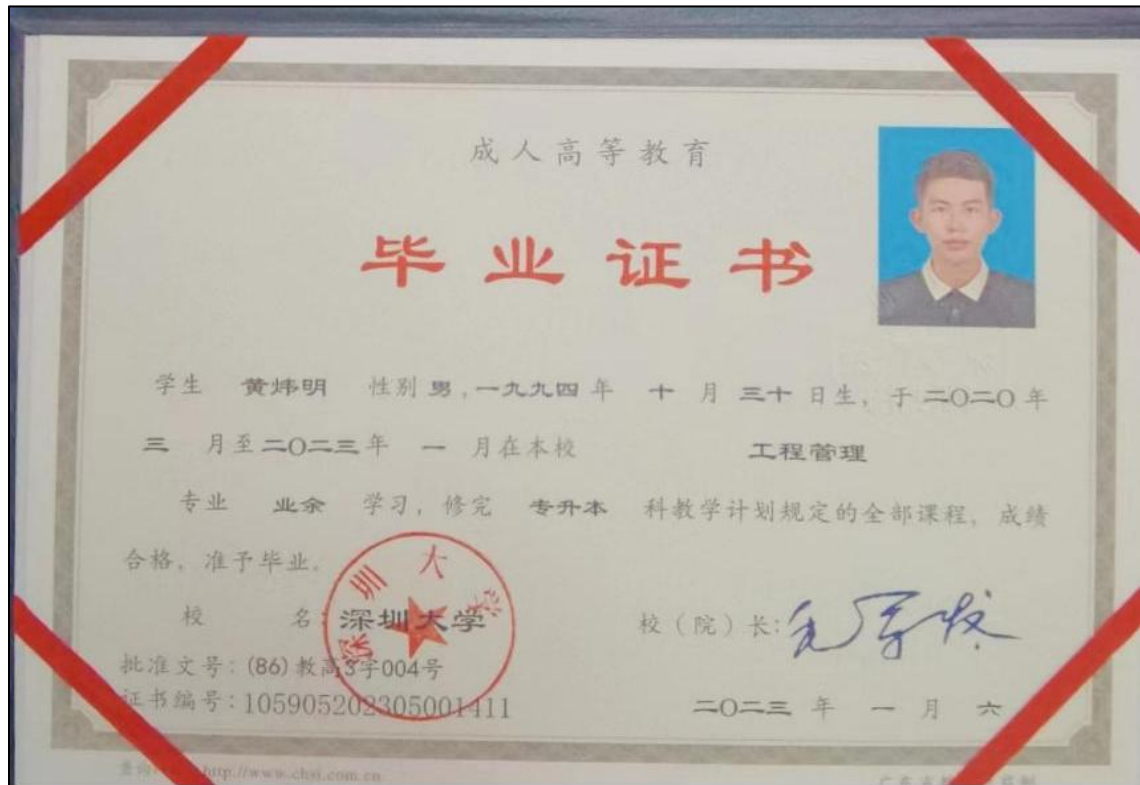 成人高等教育
毕业证书
学生 黄炜明 性别 男，一九九四 年 十 月 三十 日生，于 二〇二〇 年
三 月至 二〇二三 年 一 月在本校 工程管理
专业 业余 学习，修完 专升本 科教学计划规定的全部课程，成绩
合格，准予毕业。
校 名：深圳大学
深圳大学
校（院）长：
批准文号：(86)教高3字004号
证书编号：105905202305001411
二〇二三 年 一 月 六
http://www.chsi.com.cn